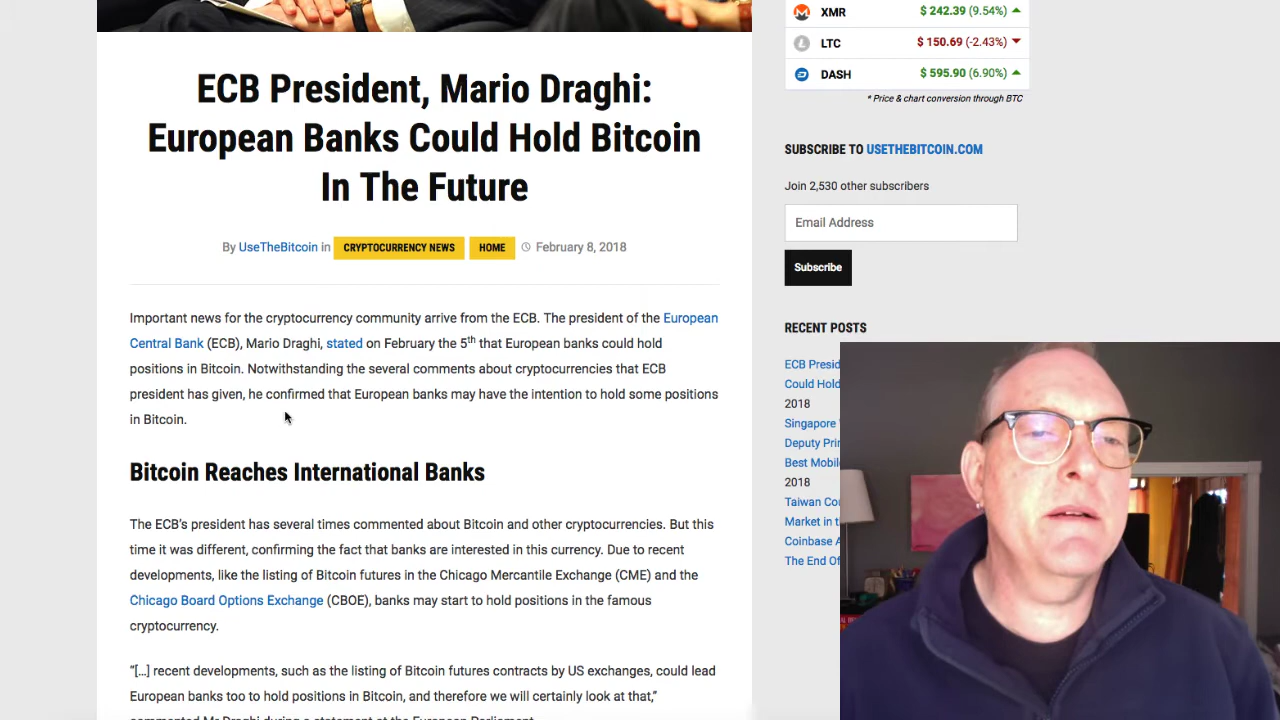 XMR $ 242.39 (9.54%)
LTC $ 150.69 (-2.43%)
DASH $ 595.90 (6.90%)
* Price & chart conversion through BTC
ECB President, Mario Draghi:
European Banks Could Hold Bitcoin
In The Future
By UseTheBitcoin in CRYPTOCURRENCY NEWS HOME February 8, 2018
Important news for the cryptocurrency community arrive from the ECB. The president of the European
Central Bank (ECB), Mario Draghi, stated on February the 5th that European banks could hold
positions in Bitcoin. Notwithstanding the several comments about cryptocurrencies that ECB
president has given, he confirmed that European banks may have the intention to hold some positions
in Bitcoin.
Bitcoin Reaches International Banks
The ECB's president has several times commented about Bitcoin and other cryptocurrencies. But this
time it was different, confirming the fact that banks are interested in this currency. Due to recent
developments, like the listing of Bitcoin futures in the Chicago Mercantile Exchange (CME) and the
Chicago Board Options Exchange (CBOE), banks may start to hold positions in the famous
cryptocurrency.
"[...] recent developments, such as the listing of Bitcoin futures contracts by US exchanges, could lead
European banks too to hold positions in Bitcoin, and therefore we will certainly look at that,"
commented Mr Draghi during a statement at the European Parliament.
SUBSCRIBE TO USETHEBITCOIN.COM
Join 2,530 other subscribers
Email Address
Subscribe
RECENT POSTS
ECB Presid
Could Hold
2018
Singapore
Deputy Pri
Best Mobil
2018
Taiwan Co
Market in t
Coinbase A
The End Of